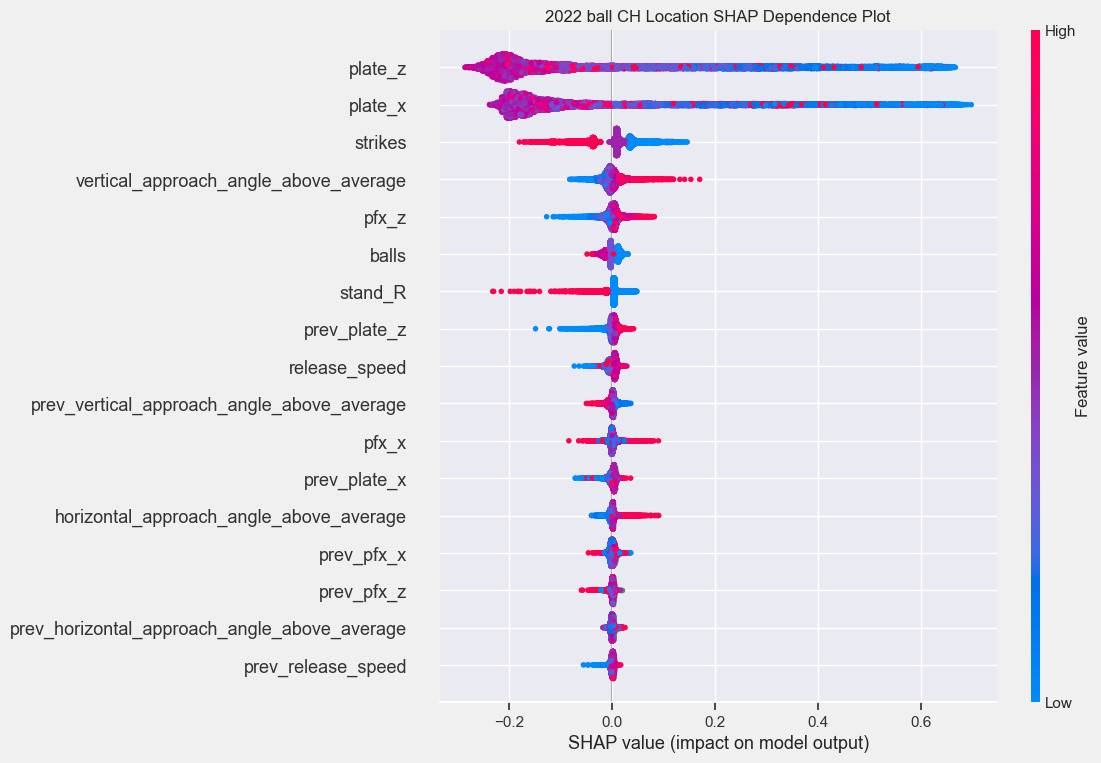 2022 ball CH Location SHAP Dependence Plot
High
plate_z
plate_x
strikes
vertical_approach_angle_above_average
pfx_z
balls
stand_R
prev_plate_z
release_speed
prev_vertical_approach_angle_above_average
pfx_x
prev_plate_x
horizontal_approach_angle_above_average
prev_pfx_x
prev_pfx_z
prev_horizontal_approach_angle_above_average
prev_release_speed
Feature value
Low
−0.2 0.0 0.2 0.4 0.6
SHAP value (impact on model output)